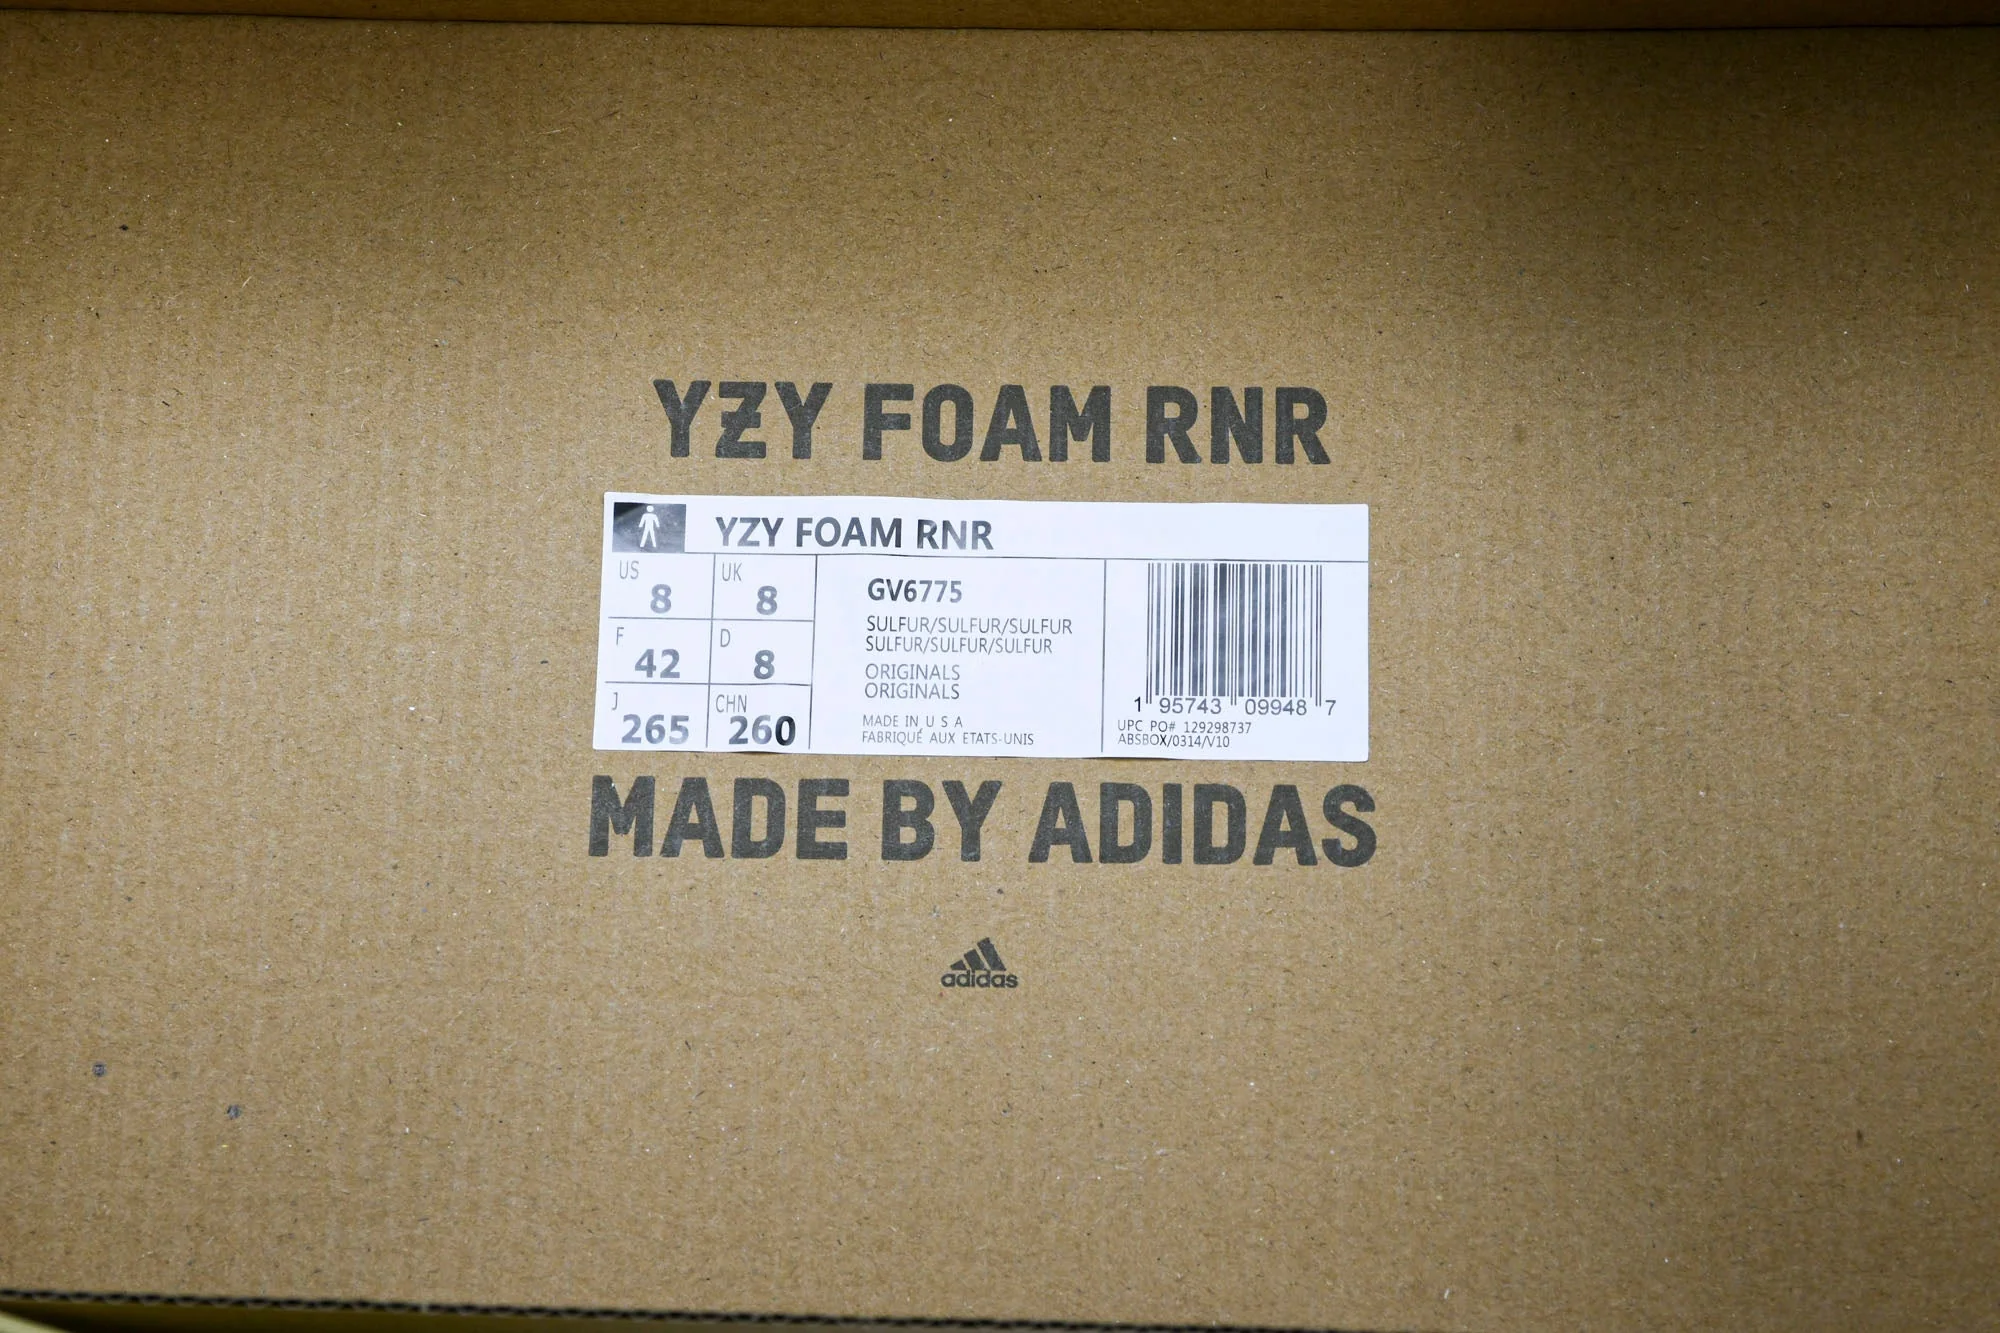 YZY FOAM RNR
YZY FOAM RNR
US 8 UK 8
F 42 D 8
J 265 CHN 260
GV6775
SULFUR/SULFUR/SULFUR
SULFUR/SULFUR/SULFUR
ORIGINALS
ORIGINALS
MADE IN U S A
FABRIQUÉ AUX ETATS-UNIS
1 95743 09948 7
UPC PO# 129298737
ABSBOX/0314/V10
MADE BY ADIDAS
adidas